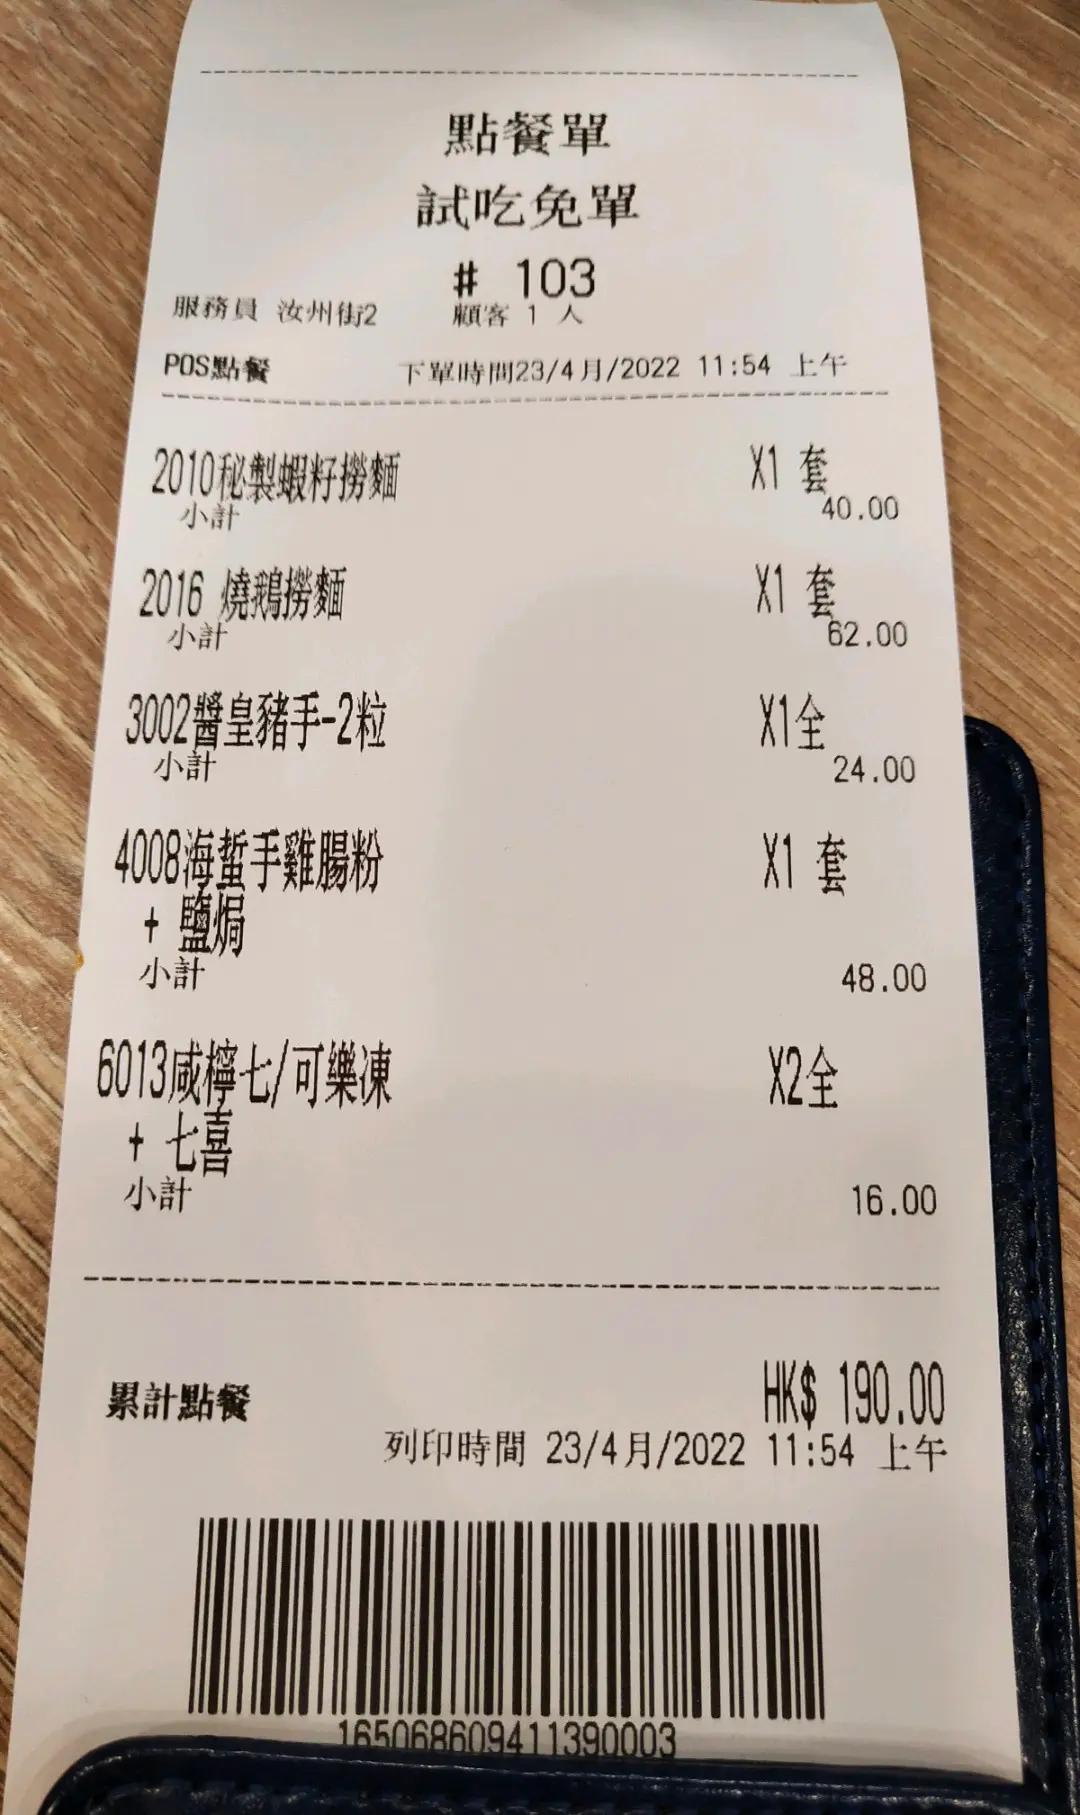 點餐單
試吃免單
# 103
服務員 汝州街2 顧客 1 人
POS點餐 下單時間23/4月/2022 11:54 上午
2010秘製蝦籽撈麵 X1 套
小計 40.00
2016 燒鵝撈麵 X1 套
小計 62.00
3002醬皇豬手-2粒 X1全
小計 24.00
4008海蜇手雞腸粉 X1 套
+ 鹽焗
小計 48.00
6013咸檸七/可樂凍 X2全
+ 七喜
小計 16.00
累計點餐 HK$ 190.00
列印時間 23/4月/2022 11:54 上午
1650686094113900​03